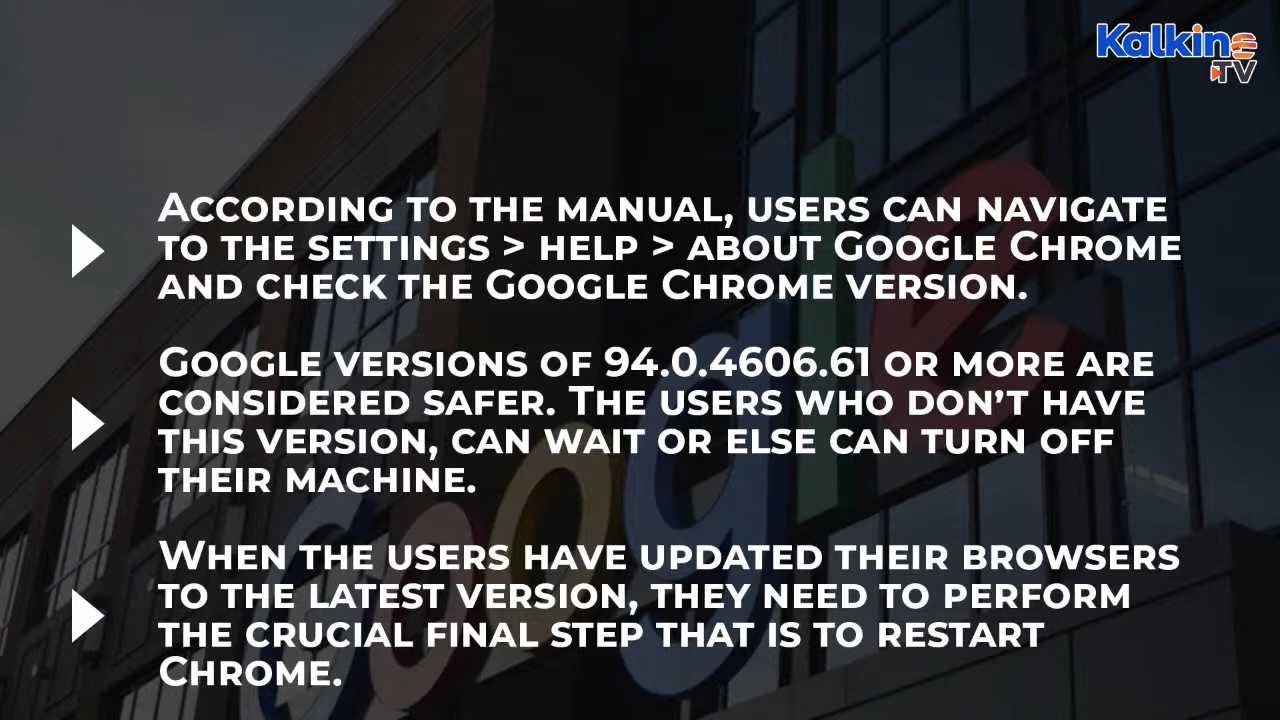 Kalkine
TV
According to the manual, users can navigate
to the settings > help > about Google Chrome
and check the Google Chrome version.
Google versions of 94.0.4606.61 or more are
considered safer. The users who don’t have
this version, can wait or else can turn off
their machine.
When the users have updated their browsers
to the latest version, they need to perform
the crucial final step that is to restart
Chrome.
Google